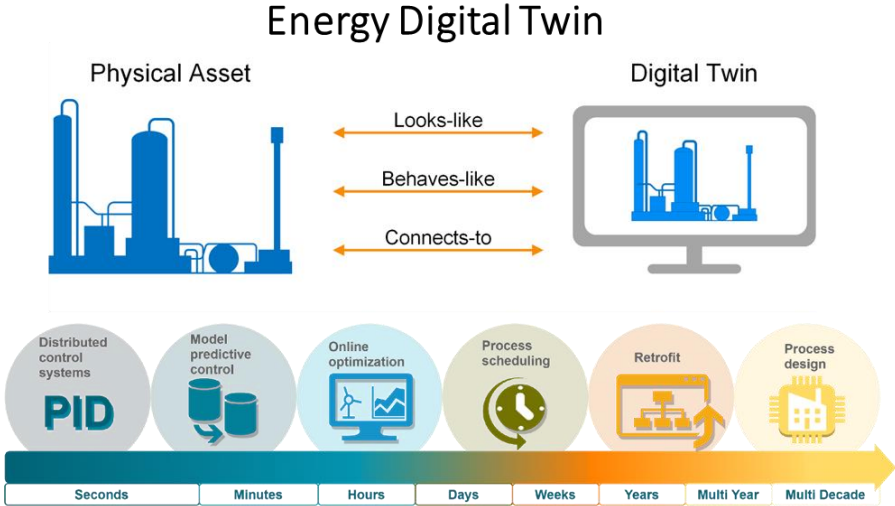 Energy Digital Twin
Physical Asset
Digital Twin
Looks-like
Behaves-like
Connects-to
Distributed
control
systems
PID
Model
predictive
control
Online
optimization
Process
scheduling
Retrofit
Process
design
Seconds
Minutes
Hours
Days
Weeks
Years
Multi Year
Multi Decade